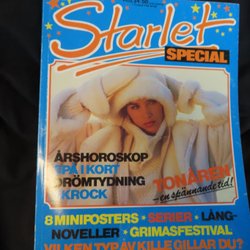 Starlet
SPECIAL
ÅRSHOROSKOP
SPÅ I KORT
DRÖMTYDNING
KROCK
TONÅREN
– en spännande tid!
8 MINIPOSTERS • SERIER • LÅNG-
NOVELLER • GRIMASFESTIVAL
VILKEN TYP AV KILLE GILLAR DU?